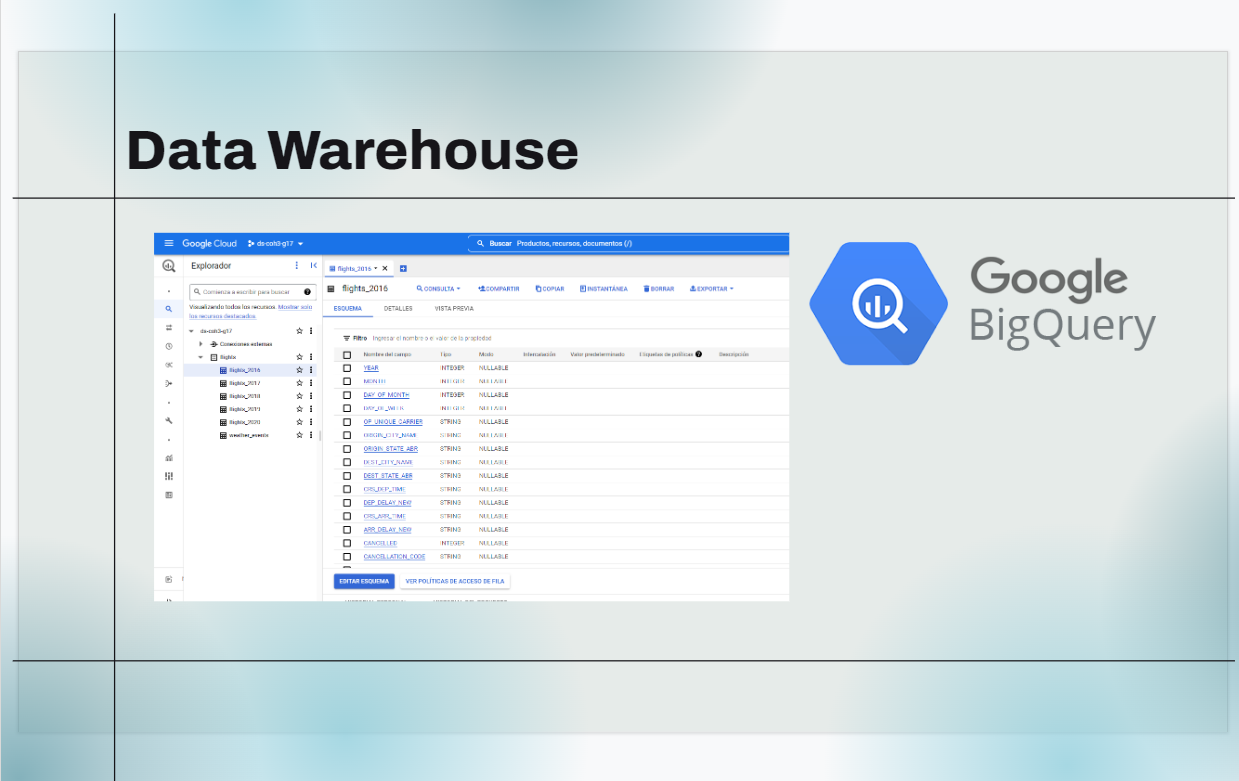 Data Warehouse
Google Cloud ds-coh3-g17 Buscar Productos, recursos, documentos (/)
Explorador
flights_2016
Comienza a escribir para buscar
Visualizando todos los recursos. Mostrar solo
los recursos destacados.
ds-coh3-g17
Conexiones externas
flights
flights_2016
flights_2017
flights_2018
flights_2019
flights_2020
weather_events
flights_2016 CONSULTA COMPARTIR COPIAR INSTANTÁNEA BORRAR EXPORTAR
ESQUEMA DETALLES VISTA PREVIA
Filtro Ingresar el nombre o el valor de la propiedad
Nombre del campo Tipo Modo Intercalación Valor predeterminado Etiquetas de políticas Descripción
YEAR INTEGER NULLABLE
MONTH INTEGER NULLABLE
DAY_OF_MONTH INTEGER NULLABLE
DAY_OF_WEEK INTEGER NULLABLE
OP_UNIQUE_CARRIER STRING NULLABLE
ORIGIN_CITY_NAME STRING NULLABLE
ORIGIN_STATE_ABR STRING NULLABLE
DEST_CITY_NAME STRING NULLABLE
DEST_STATE_ABR STRING NULLABLE
CRS_DEP_TIME STRING NULLABLE
DEP_DELAY_NEW STRING NULLABLE
CRS_ARR_TIME STRING NULLABLE
ARR_DELAY_NEW STRING NULLABLE
CANCELLED INTEGER NULLABLE
CANCELLATION_CODE STRING NULLABLE
EDITAR ESQUEMA VER POLÍTICAS DE ACCESO DE FILA
Google
BigQuery